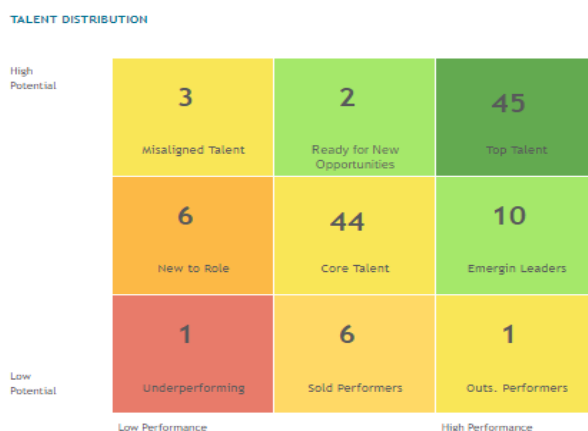 TALENT DISTRIBUTION
High
Potential
3
2
45
Misaligned Talent
Ready for New
Opportunities
Top Talent
6
44
10
New to Role
Core Talent
Emergin Leaders
1
6
1
Low
Potential
Underperforming
Sold Performers
Outs. Performers
Low Performance
High Performance